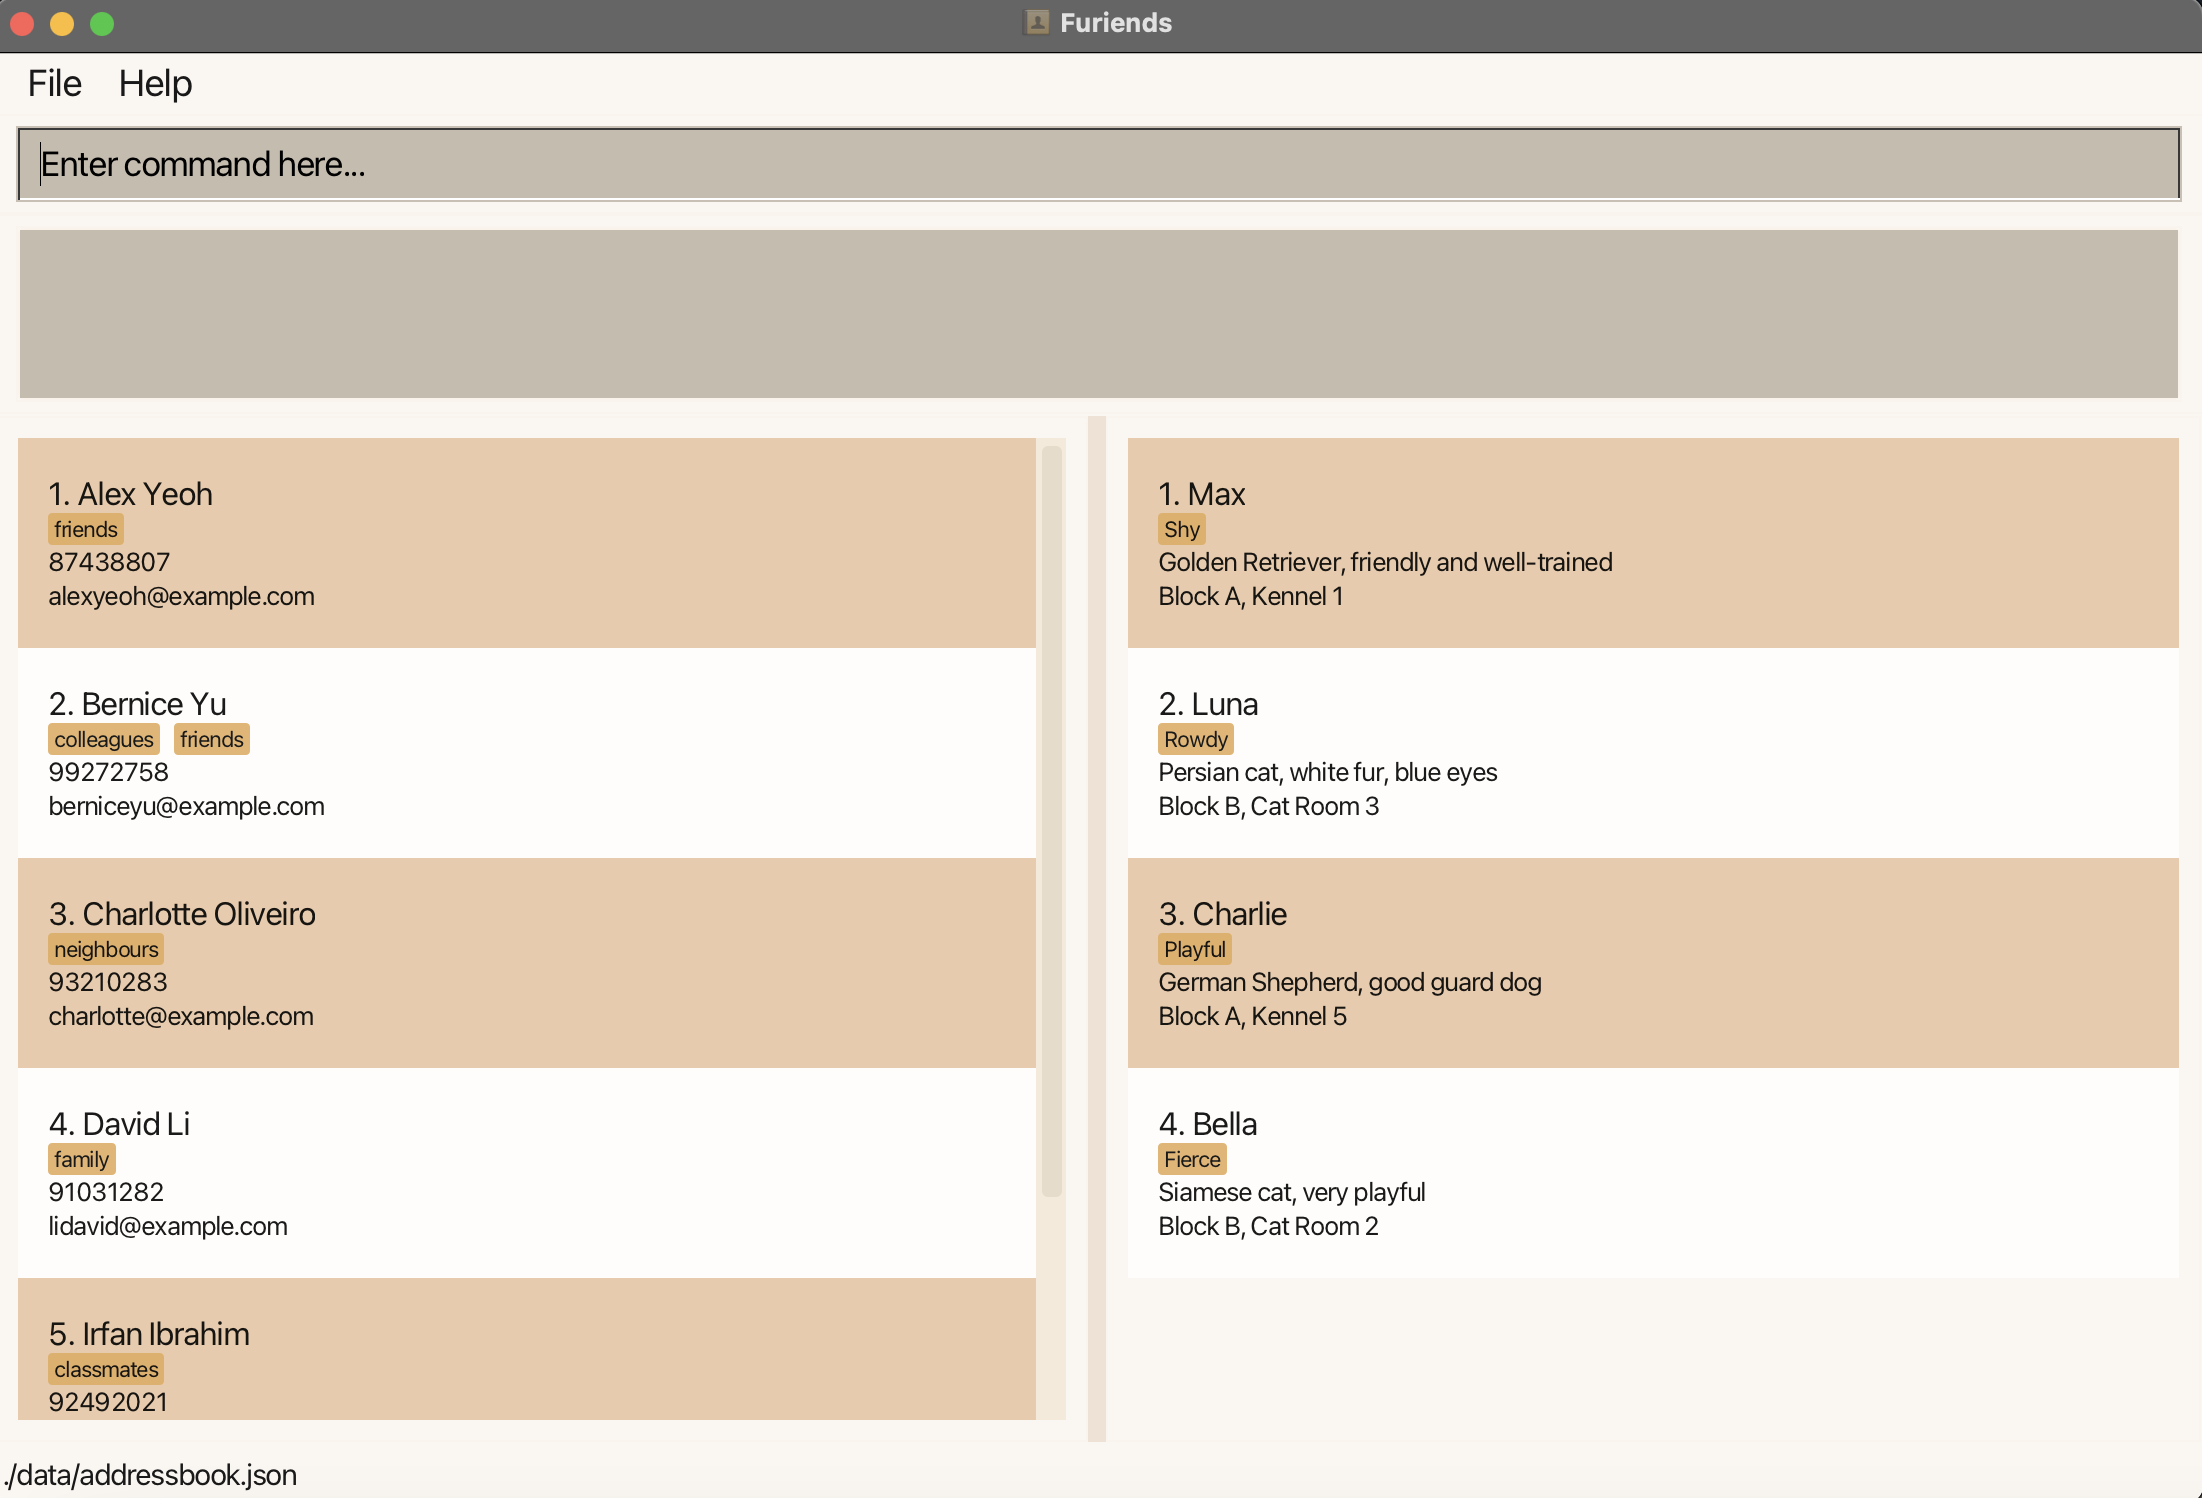 Furiends
File Help
Enter command here...
1. Alex Yeoh
friends
87438807
alexyeoh@example.com
2. Bernice Yu
colleagues friends
99272758
berniceyu@example.com
3. Charlotte Oliveiro
neighbours
93210283
charlotte@example.com
4. David Li
family
91031282
lidavid@example.com
5. Irfan Ibrahim
classmates
92492021
1. Max
Shy
Golden Retriever, friendly and well-trained
Block A, Kennel 1
2. Luna
Rowdy
Persian cat, white fur, blue eyes
Block B, Cat Room 3
3. Charlie
Playful
German Shepherd, good guard dog
Block A, Kennel 5
4. Bella
Fierce
Siamese cat, very playful
Block B, Cat Room 2
./data/addressbook.json